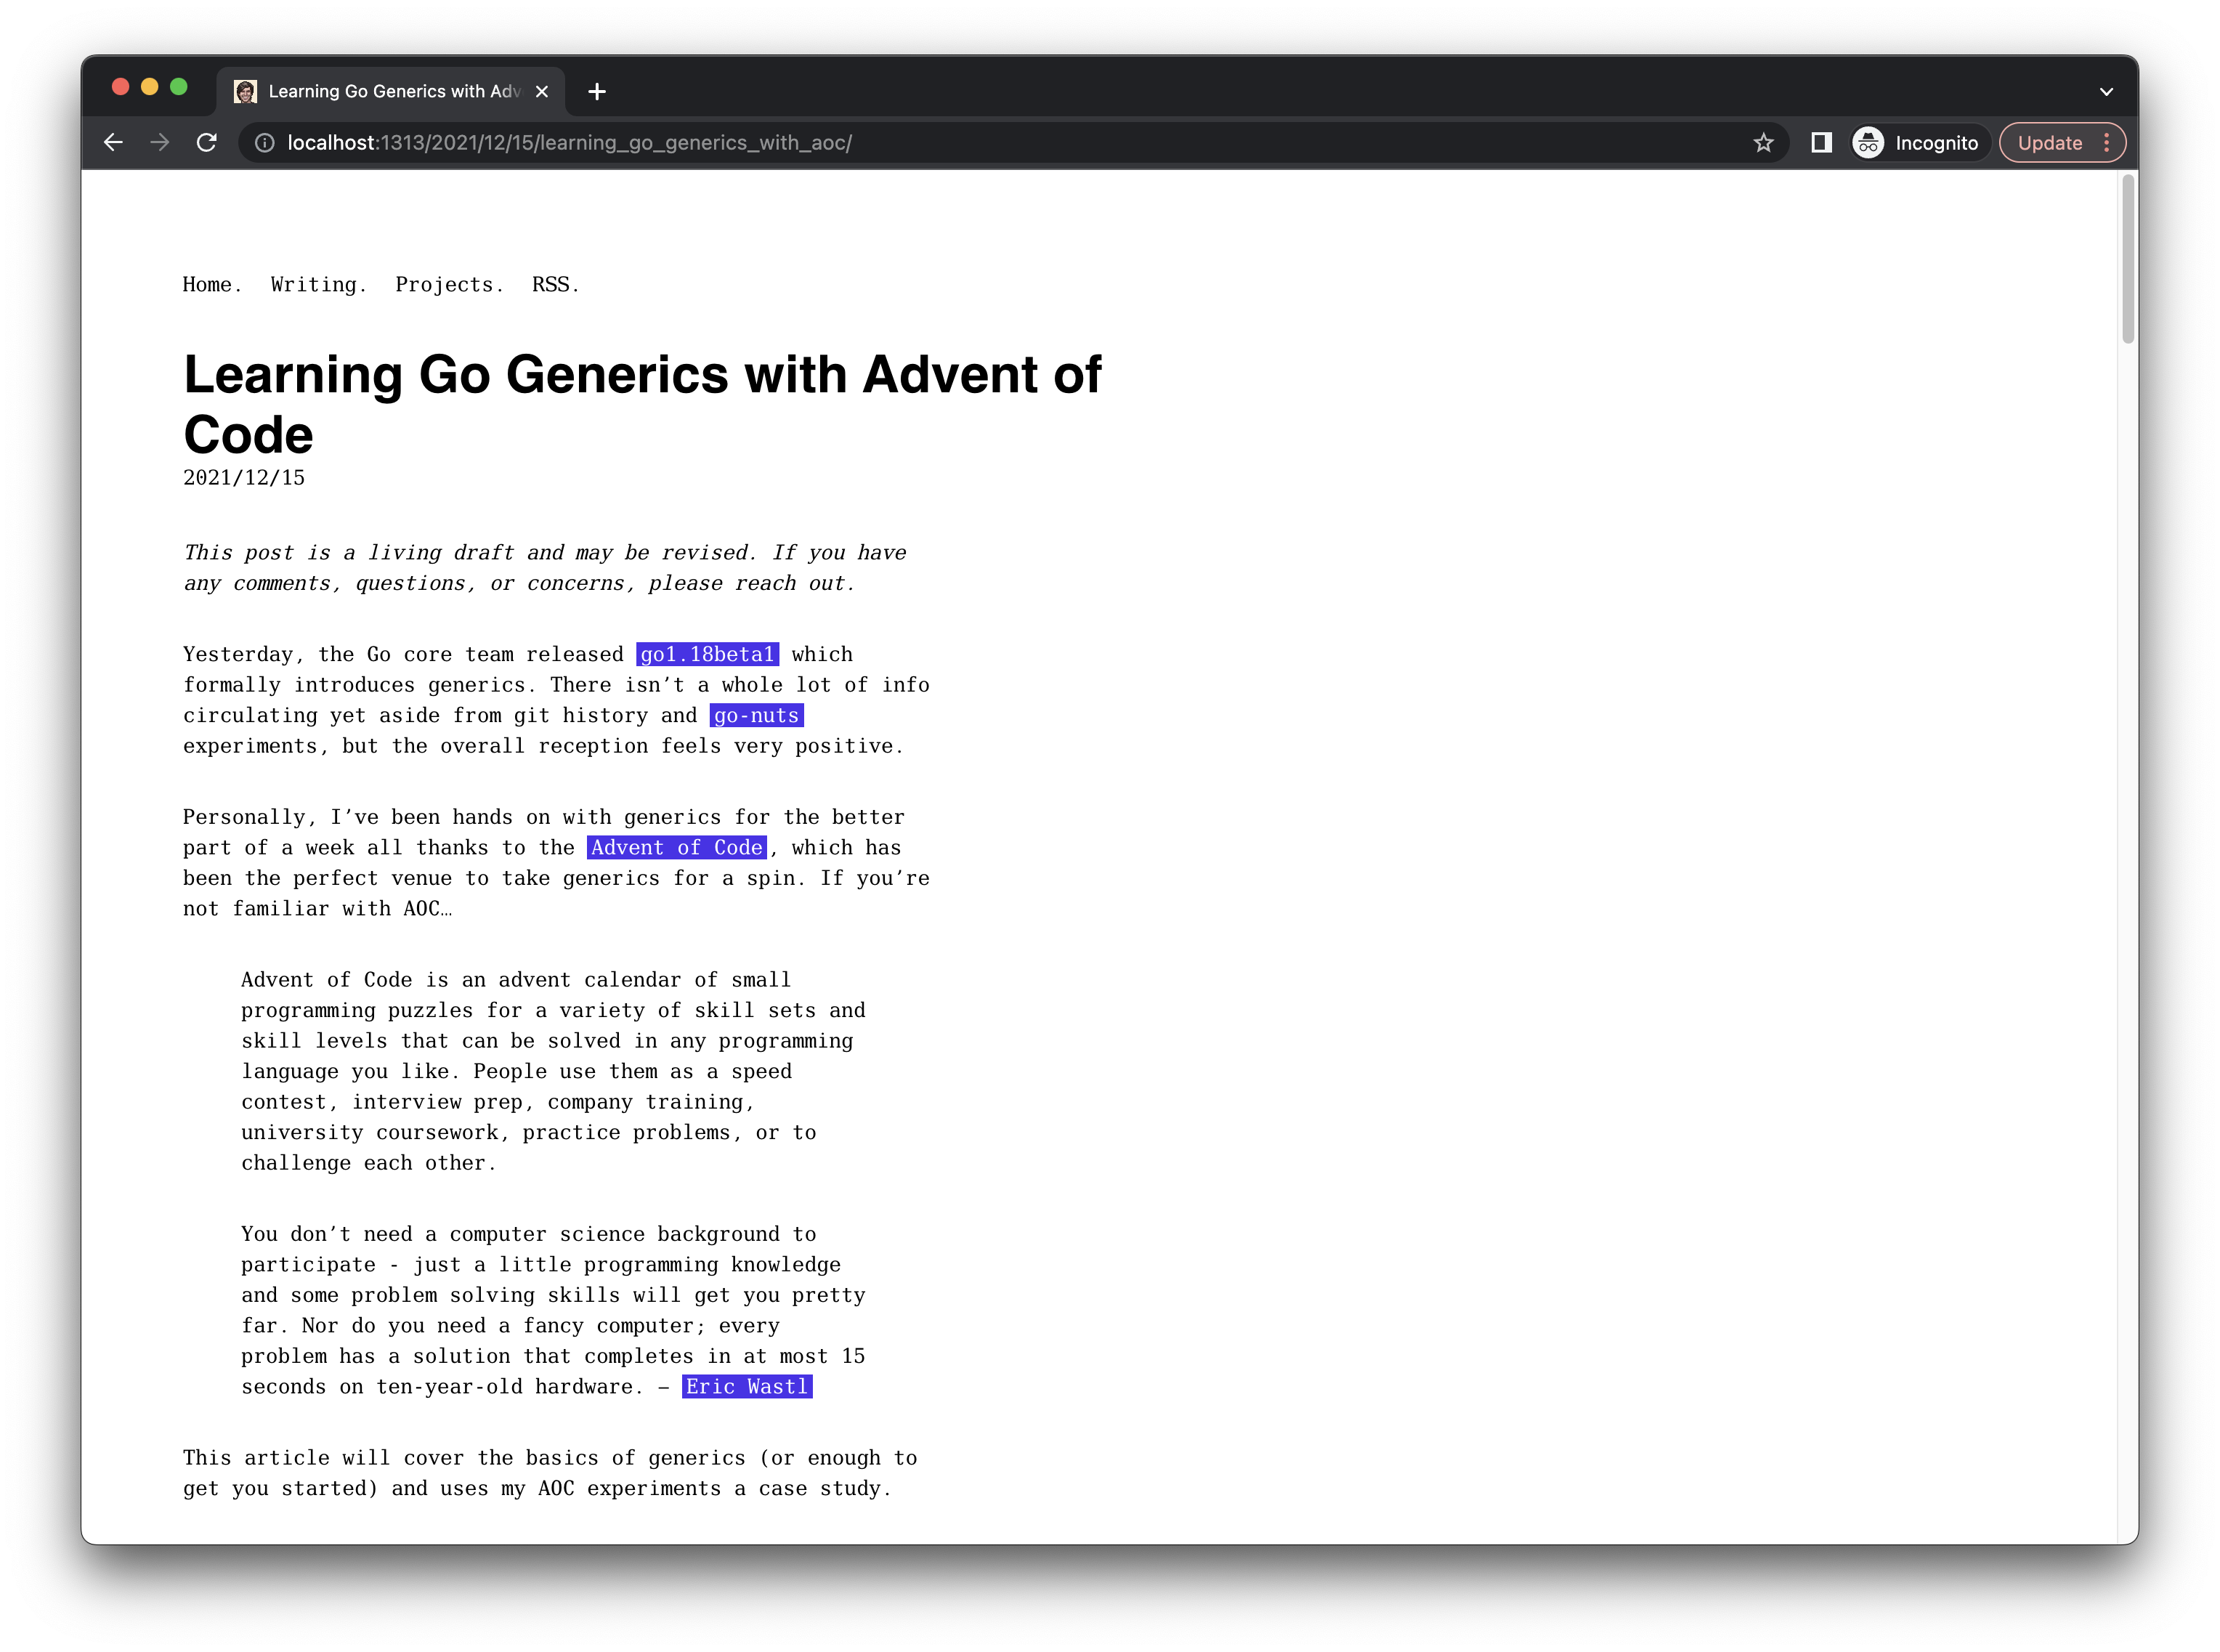 Learning Go Generics with Adv
localhost:1313/2021/12/15/learning_go_generics_with_aoc/
Incognito
Update
Home. Writing. Projects. RSS.
Learning Go Generics with Advent of
Code
2021/12/15
This post is a living draft and may be revised. If you have
any comments, questions, or concerns, please reach out.
Yesterday, the Go core team released go1.18beta1 which
formally introduces generics. There isn’t a whole lot of info
circulating yet aside from git history and go-nuts
experiments, but the overall reception feels very positive.
Personally, I’ve been hands on with generics for the better
part of a week all thanks to the Advent of Code, which has
been the perfect venue to take generics for a spin. If you’re
not familiar with AOC…
Advent of Code is an advent calendar of small
programming puzzles for a variety of skill sets and
skill levels that can be solved in any programming
language you like. People use them as a speed
contest, interview prep, company training,
university coursework, practice problems, or to
challenge each other.
You don’t need a computer science background to
participate - just a little programming knowledge
and some problem solving skills will get you pretty
far. Nor do you need a fancy computer; every
problem has a solution that completes in at most 15
seconds on ten-year-old hardware. – Eric Wastl
This article will cover the basics of generics (or enough to
get you started) and uses my AOC experiments a case study.